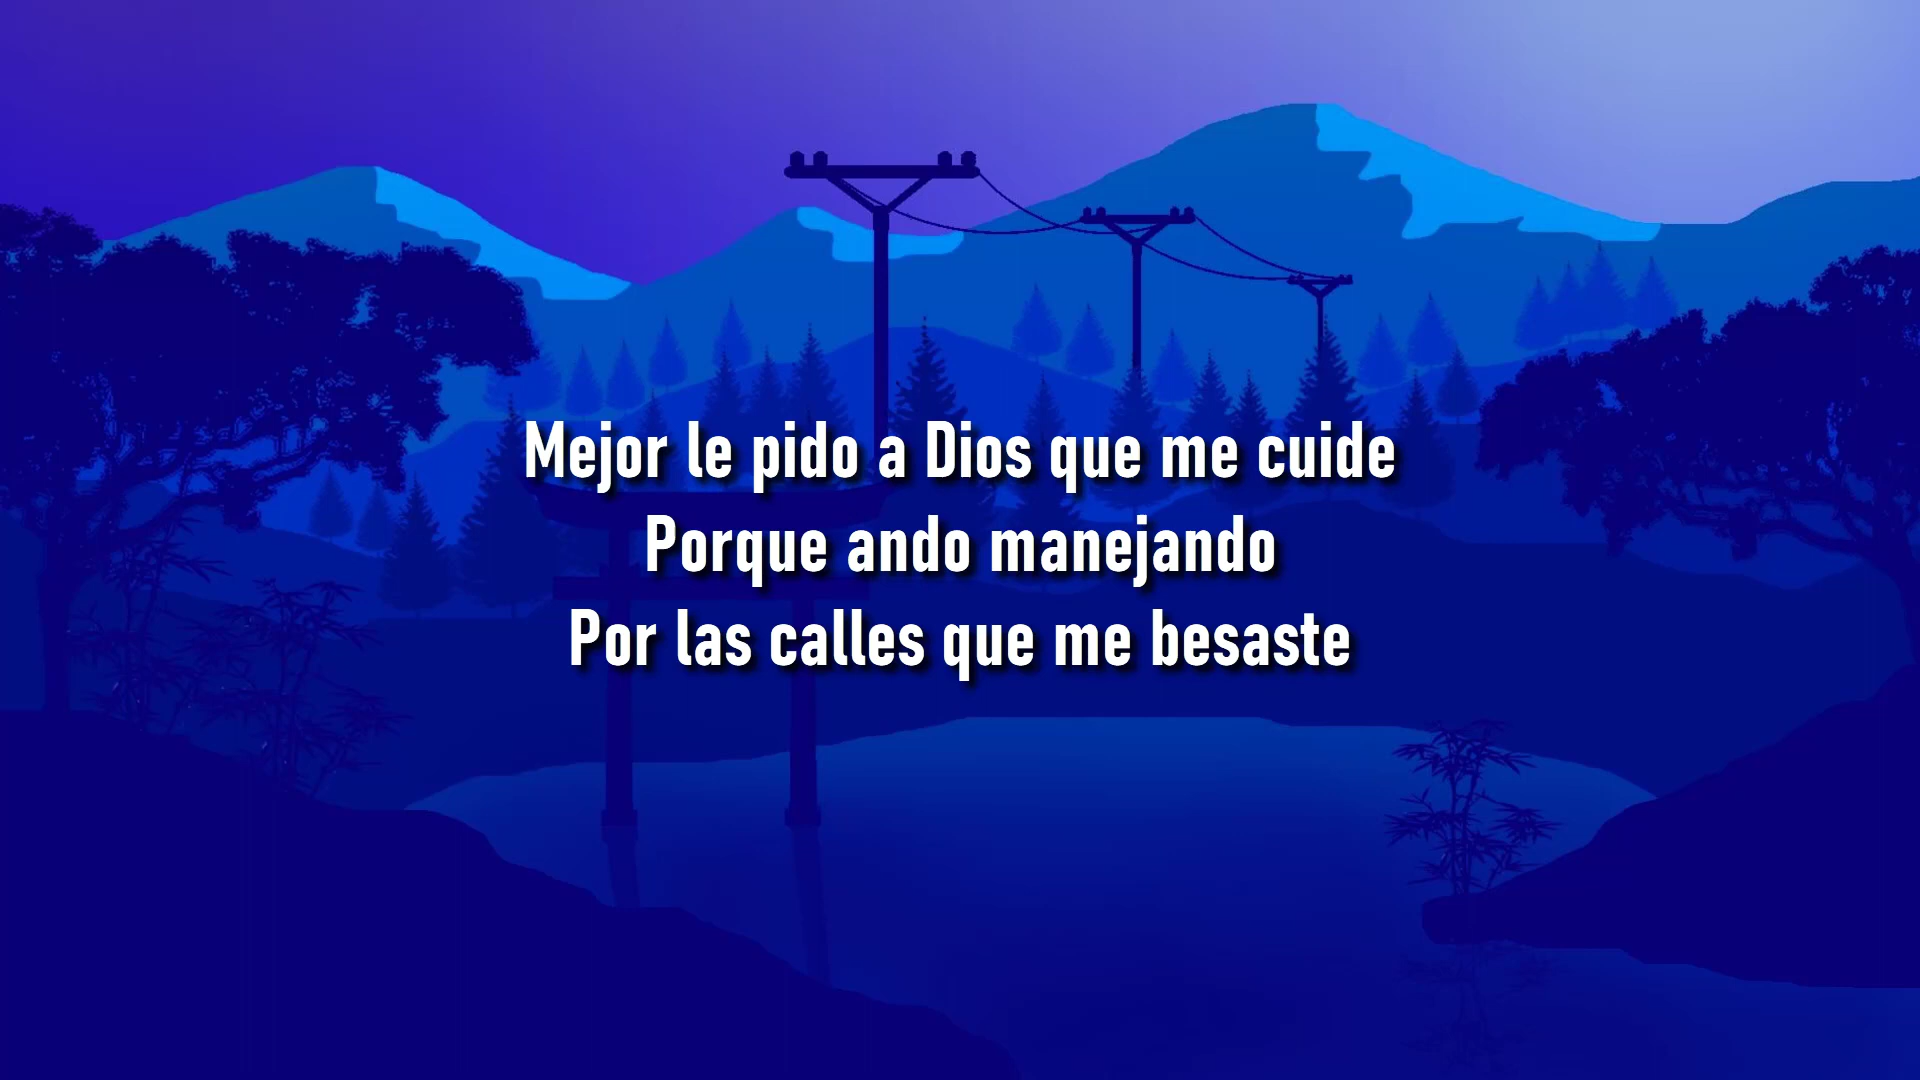 Mejor le pido a Dios que me cuide
Porque ando manejando
Por las calles que me besaste